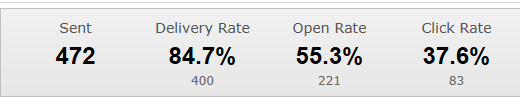 Sent Delivery Rate Open Rate Click Rate
472 84.7% 55.3% 37.6%
400 221 83